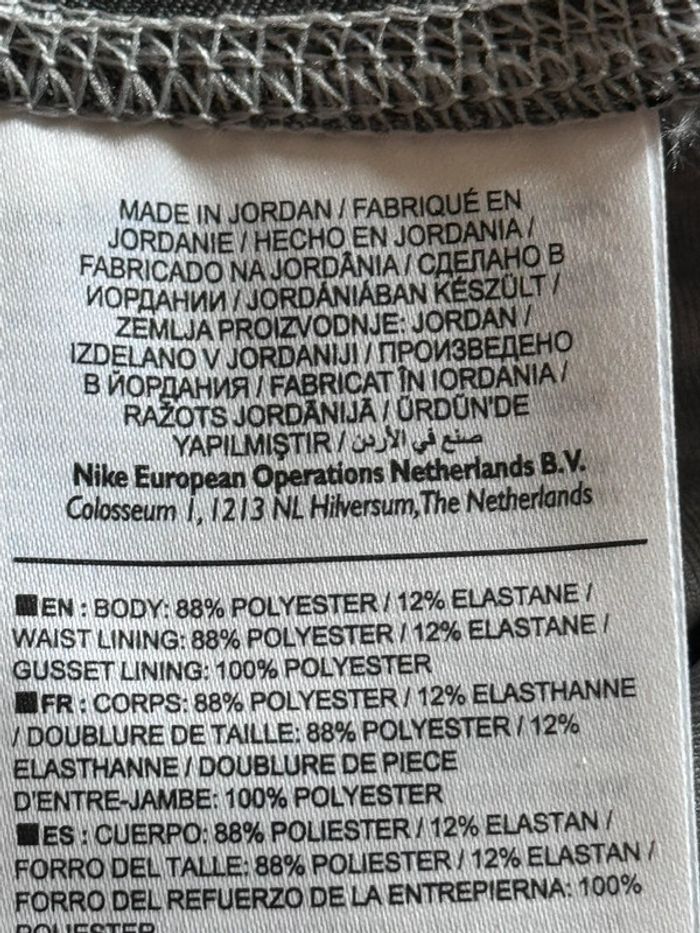 MADE IN JORDAN / FABRIQUÉ EN
JORDANIE / HECHO EN JORDANIA /
FABRICADO NA JORDÂNIA / СДЕЛАНО В
ИОРДАНИИ / JORDÁNIÁBAN KÉSZÜLT /
ZEMLJA PROIZVODNJE: JORDAN /
IZDELANO V JORDANIJI / ПРОИЗВЕДЕНО
В ЙОРДАНИЯ / FABRICAT ÎN IORDANIA /
RAŽOTS JORDĀNIJĀ / ÜRDÜN'DE
YAPILMIŞTIR / صنع في الأردن
Nike European Operations Netherlands B.V.
Colosseum 1, 1213 NL Hilversum, The Netherlands
EN : BODY: 88% POLYESTER / 12% ELASTANE /
WAIST LINING: 88% POLYESTER / 12% ELASTANE /
GUSSET LINING: 100% POLYESTER
FR : CORPS: 88% POLYESTER / 12% ELASTHANNE
/ DOUBLURE DE TAILLE: 88% POLYESTER / 12%
ELASTHANNE / DOUBLURE DE PIECE
D'ENTRE-JAMBE: 100% POLYESTER
ES : CUERPO: 88% POLIESTER / 12% ELASTAN /
FORRO DEL TALLE: 88% POLIESTER / 12% ELASTAN /
FORRO DEL REFUERZO DE LA ENTREPIERNA: 100%
POLIESTER